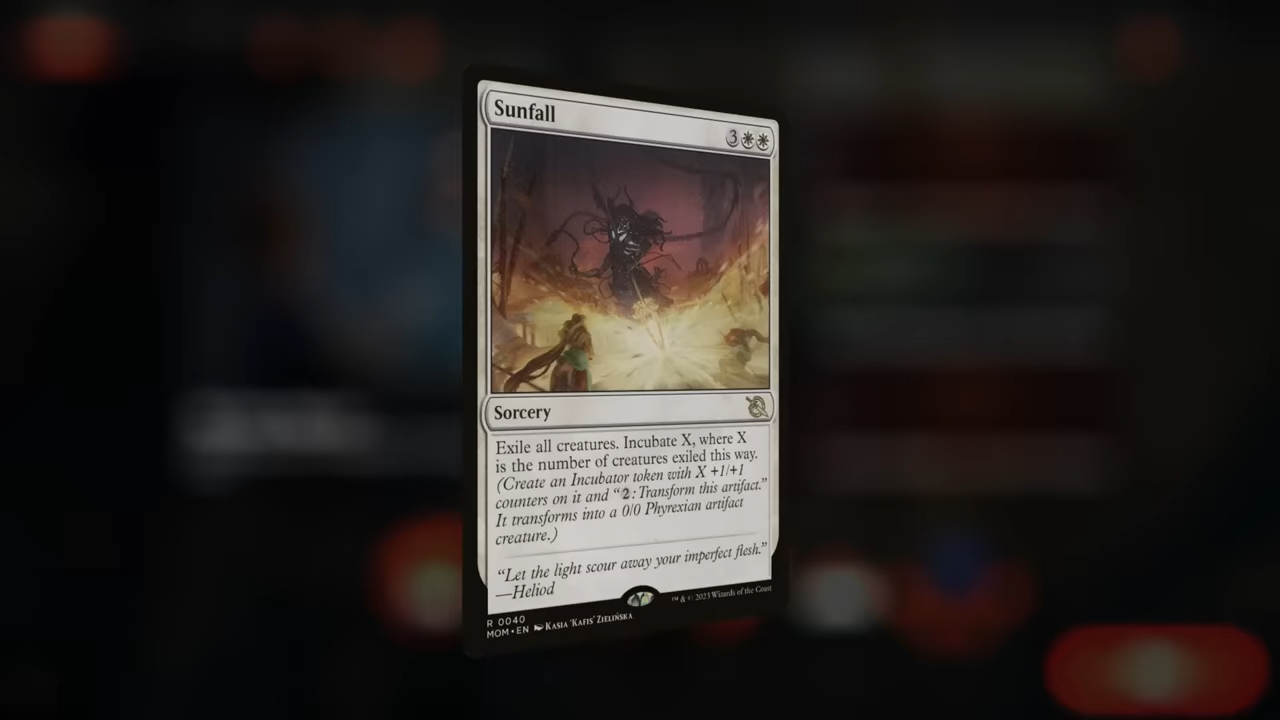 Sunfall
3
Sorcery
Exile all creatures. Incubate X, where X
is the number of creatures exiled this way.
(Create an Incubator token with X +1/+1
counters on it and “2: Transform this artifact.”
It transforms into a 0/0 Phyrexian artifact
creature.)
“Let the light scour away your imperfect flesh.”
—Heliod
R 0040
MOM • EN Kasia ‘Kafis’ Zielińska
™ & © 2023 Wizards of the Coast